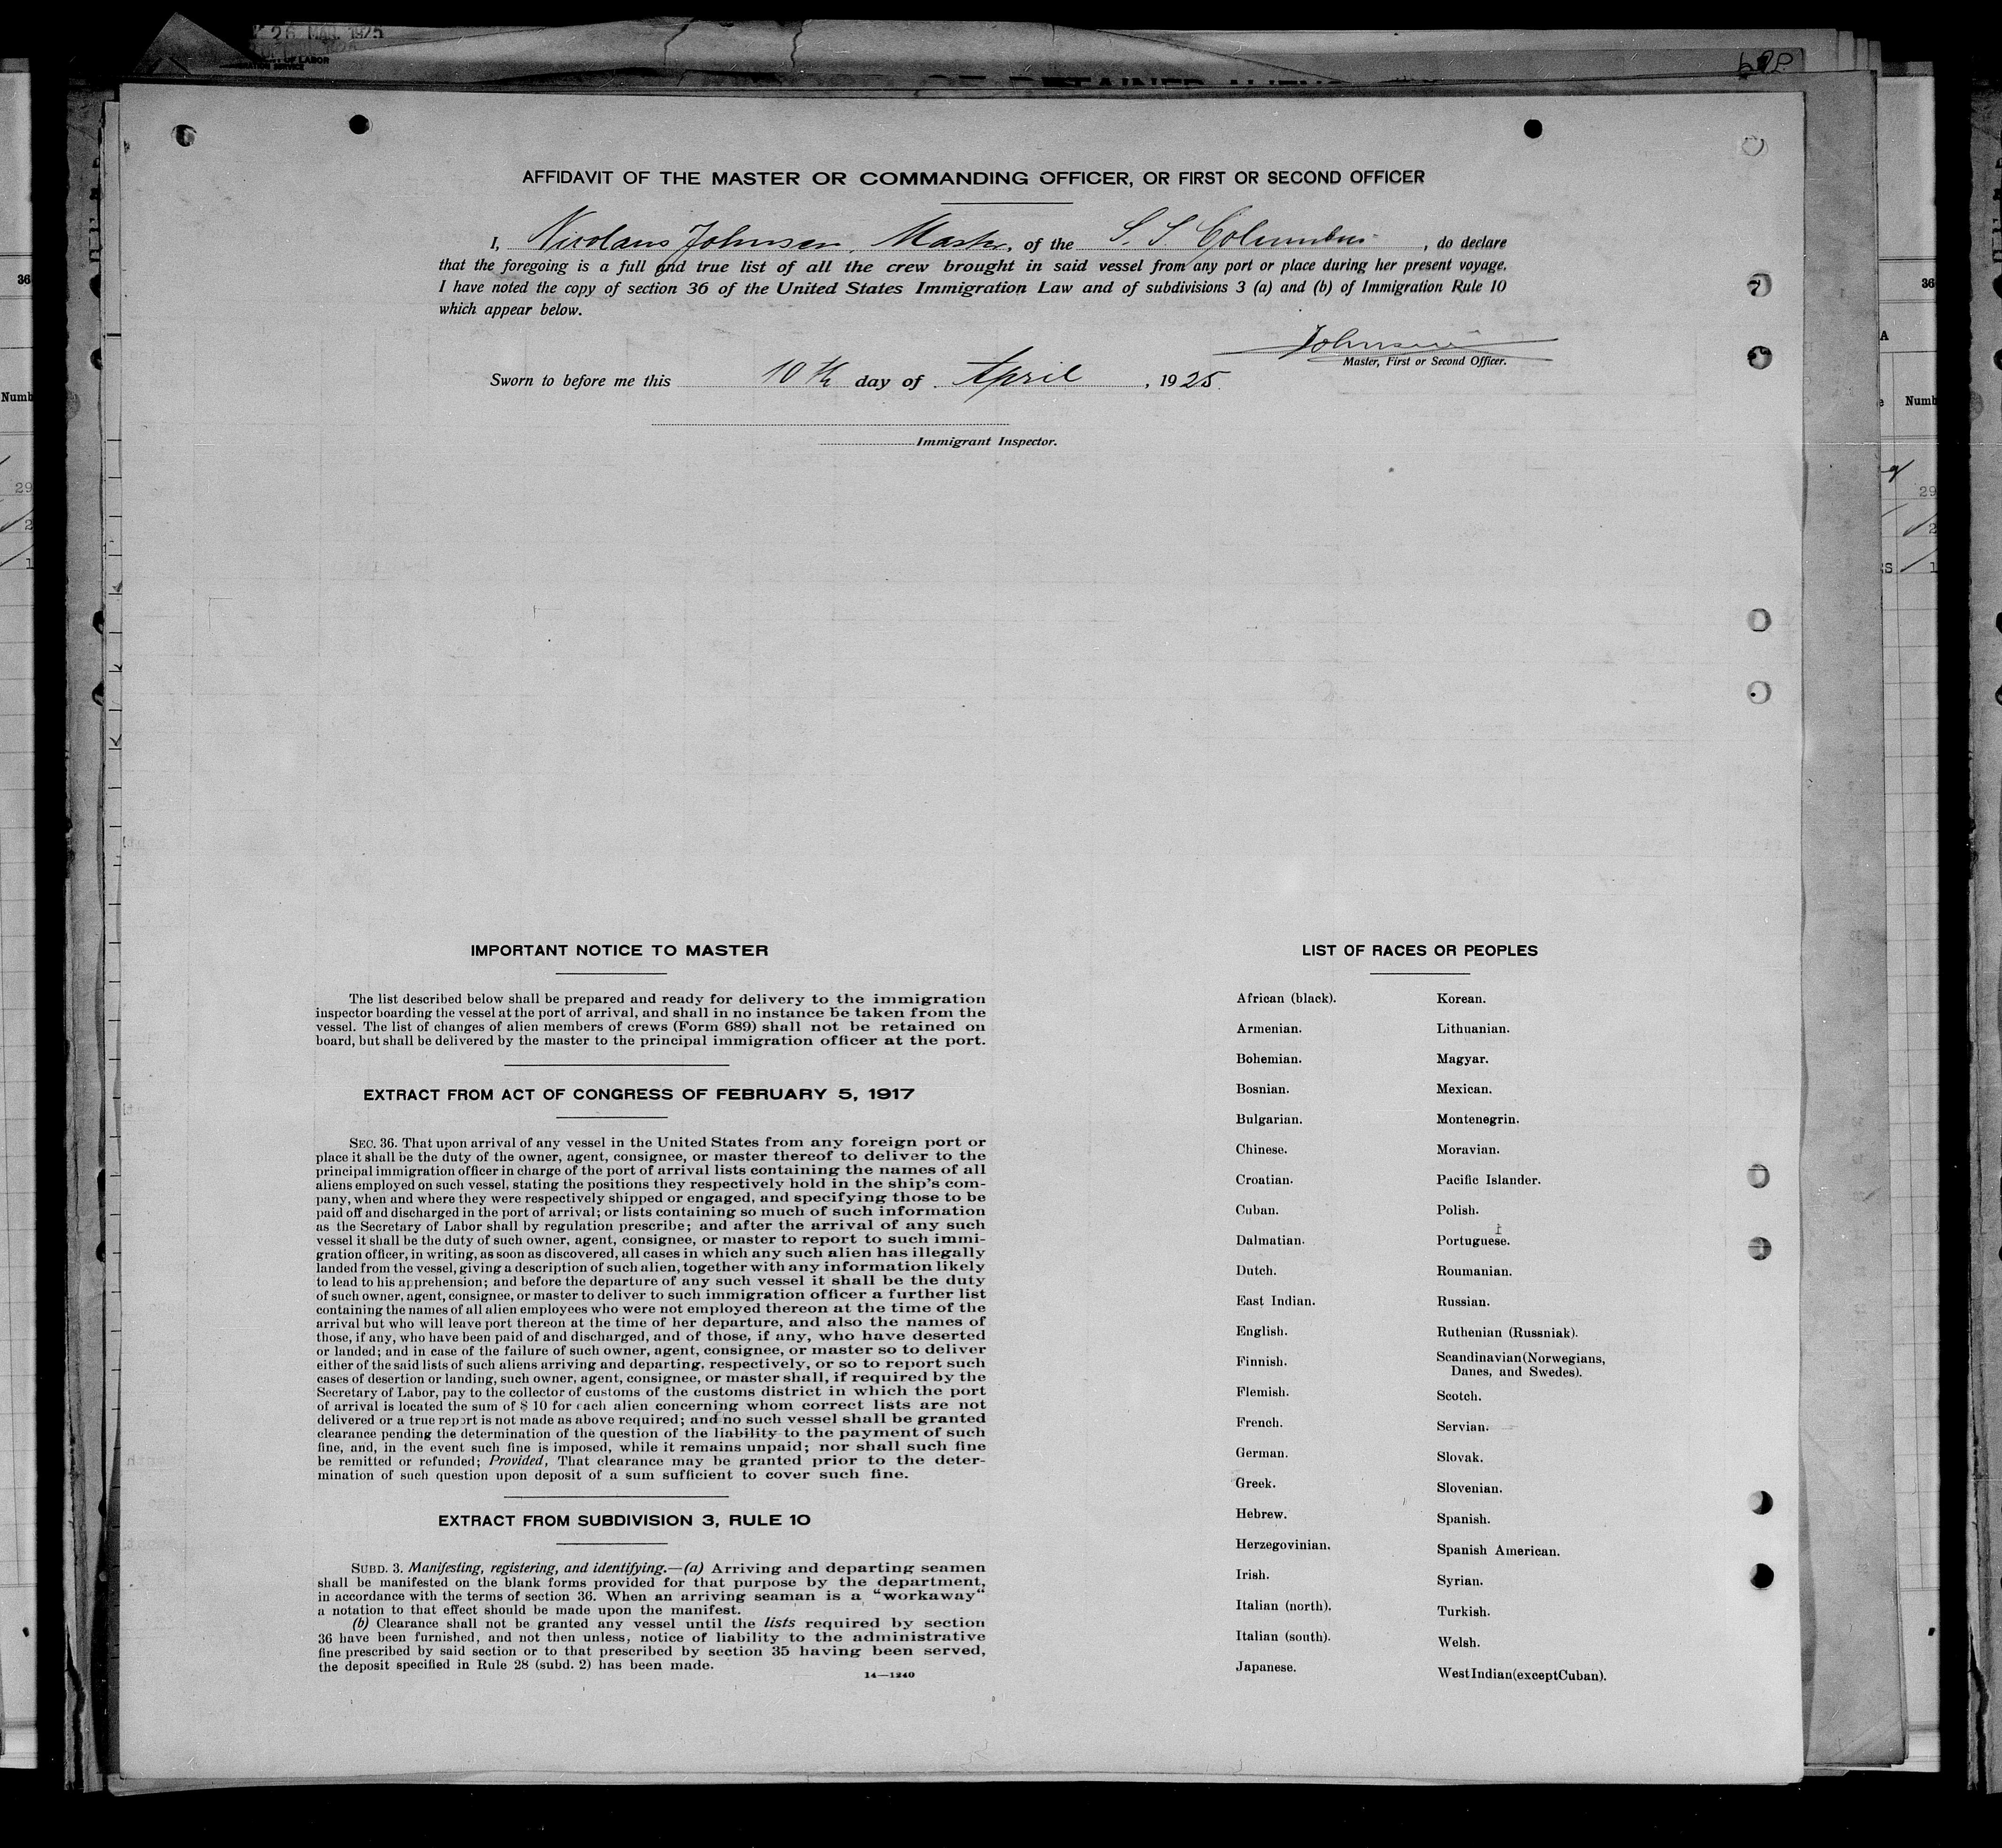 26 MAR. 1925
OF LABOR
69P
AFFIDAVIT OF THE MASTER OR COMMANDING OFFICER, OR FIRST OR SECOND OFFICER
I, Nicolaus Johnsen, Master, of the S. S. Columbus, do declare
that the foregoing is a full and true list of all the crew brought in said vessel from any port or place during her present voyage.
I have noted the copy of section 36 of the United States Immigration Law and of subdivisions 3 (a) and (b) of Immigration Rule 10
which appear below.
Johnsen
Master, First or Second Officer.
Sworn to before me this 10th day of April, 1925.
Immigrant Inspector.
IMPORTANT NOTICE TO MASTER
The list described below shall be prepared and ready for delivery to the immigration
inspector boarding the vessel at the port of arrival, and shall in no instance be taken from the
vessel. The list of changes of alien members of crews (Form 689) shall not be retained on
board, but shall be delivered by the master to the principal immigration officer at the port.
EXTRACT FROM ACT OF CONGRESS OF FEBRUARY 5, 1917
SEC. 36. That upon arrival of any vessel in the United States from any foreign port or
place it shall be the duty of the owner, agent, consignee, or master thereof to deliver to the
principal immigration officer in charge of the port of arrival lists containing the names of all
aliens employed on such vessel, stating the positions they respectively hold in the ship's com-
pany, when and where they were respectively shipped or engaged, and specifying those to be
paid off and discharged in the port of arrival; or lists containing so much of such information
as the Secretary of Labor shall by regulation prescribe; and after the arrival of any such
vessel it shall be the duty of such owner, agent, consignee, or master to report to such immi-
gration officer, in writing, as soon as discovered, all cases in which any such alien has illegally
landed from the vessel, giving a description of such alien, together with any information likely
to lead to his apprehension; and before the departure of any such vessel it shall be the duty
of such owner, agent, consignee, or master to deliver to such immigration officer a further list
containing the names of all alien employees who were not employed thereon at the time of the
arrival but who will leave port thereon at the time of her departure, and also the names of
those, if any, who have been paid of and discharged, and of those, if any, who have deserted
or landed; and in case of the failure of such owner, agent, consignee, or master so to deliver
either of the said lists of such aliens arriving and departing, respectively, or so to report such
cases of desertion or landing, such owner, agent, consignee, or master shall, if required by the
Secretary of Labor, pay to the collector of customs of the customs district in which the port
of arrival is located the sum of $ 10 for each alien concerning whom correct lists are not
delivered or a true report is not made as above required; and no such vessel shall be granted
clearance pending the determination of the question of the liability to the payment of such
fine, and, in the event such fine is imposed, while it remains unpaid; nor shall such fine
be remitted or refunded; Provided, That clearance may be granted prior to the deter-
mination of such question upon deposit of a sum sufficient to cover such fine.
EXTRACT FROM SUBDIVISION 3, RULE 10
SUBD. 3. Manifesting, registering, and identifying.—(a) Arriving and departing seamen
shall be manifested on the blank forms provided for that purpose by the department,
in accordance with the terms of section 36. When an arriving seaman is a “workaway“
a notation to that effect should be made upon the manifest.
(b) Clearance shall not be granted any vessel until the lists required by section
36 have been furnished, and not then unless, notice of liability to the administrative
fine prescribed by said section or to that prescribed by section 35 having been served,
the deposit specified in Rule 28 (subd. 2) has been made.
14—1240
LIST OF RACES OR PEOPLES
African (black).
Armenian.
Bohemian.
Bosnian.
Bulgarian.
Chinese.
Croatian.
Cuban.
Dalmatian.
Dutch.
East Indian.
English.
Finnish.
Flemish.
French.
German.
Greek.
Hebrew.
Herzegovinian.
Irish.
Italian (north).
Italian (south).
Japanese.
Korean.
Lithuanian.
Magyar.
Mexican.
Montenegrin.
Moravian.
Pacific Islander.
Polish.
Portuguese.
Roumanian.
Russian.
Ruthenian (Russniak).
Scandinavian (Norwegians,
Danes, and Swedes).
Scotch.
Servian.
Slovak.
Slovenian.
Spanish.
Spanish American.
Syrian.
Turkish.
Welsh.
West Indian (except Cuban).